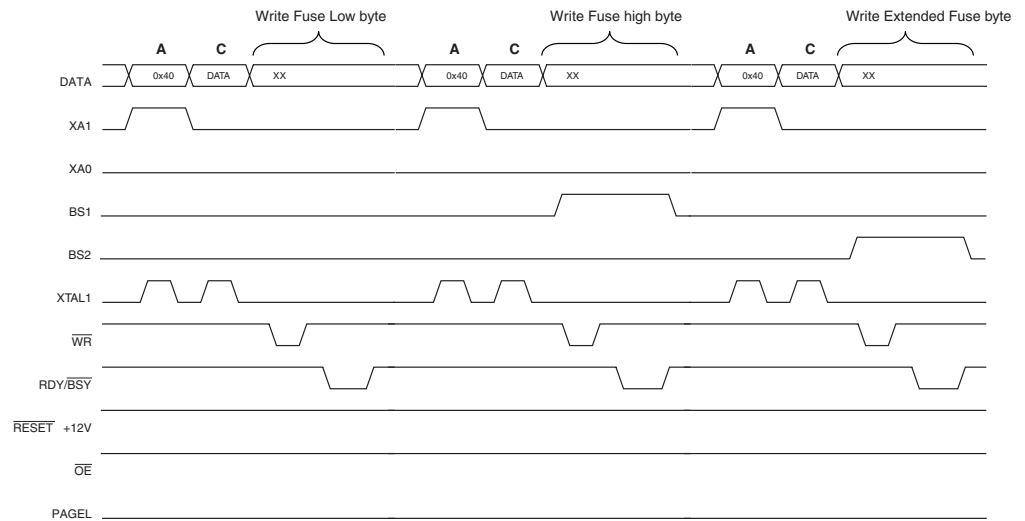 Write Fuse Low byte Write Fuse high byte Write Extended Fuse byte
A C A C A C
DATA 0x40 DATA XX 0x40 DATA XX 0x40 DATA XX
XA1
XA0
BS1
BS2
XTAL1
WR
RDY/BSY
RESET +12V
OE
PAGEL